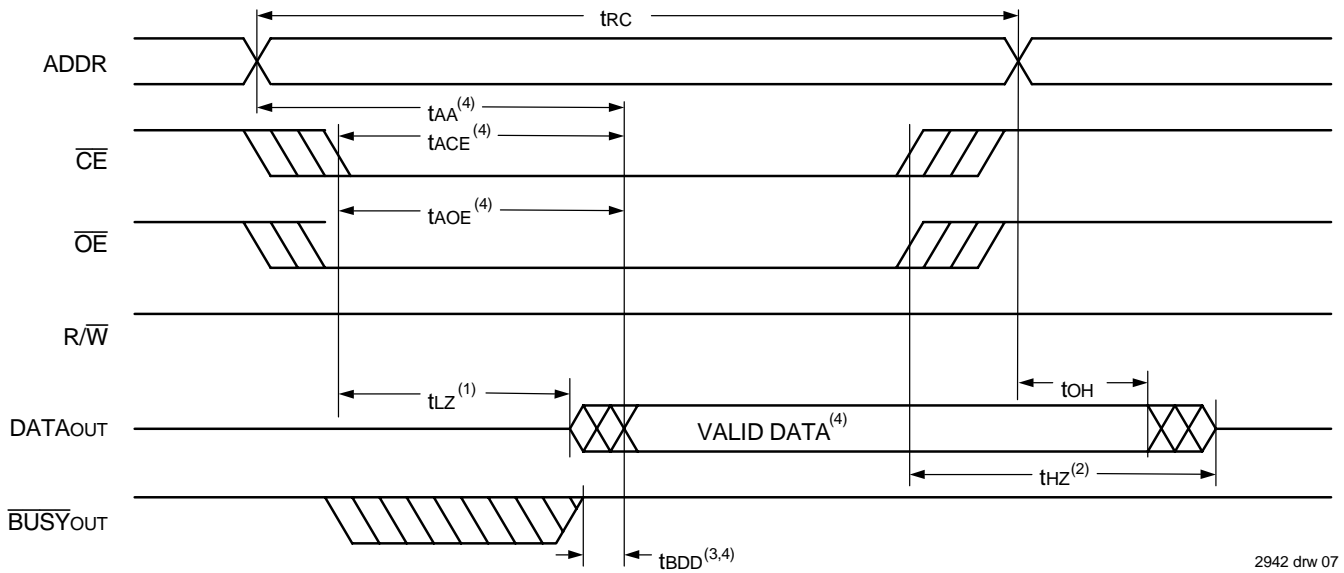 tRC
ADDR
tAA(4)
CE
tACE(4)
OE
tAOE(4)
R/W
tLZ(1)
tOH
DATAOUT
VALID DATA(4)
tHZ(2)
BUSYOUT
tBDD(3,4)
2942 drw 07